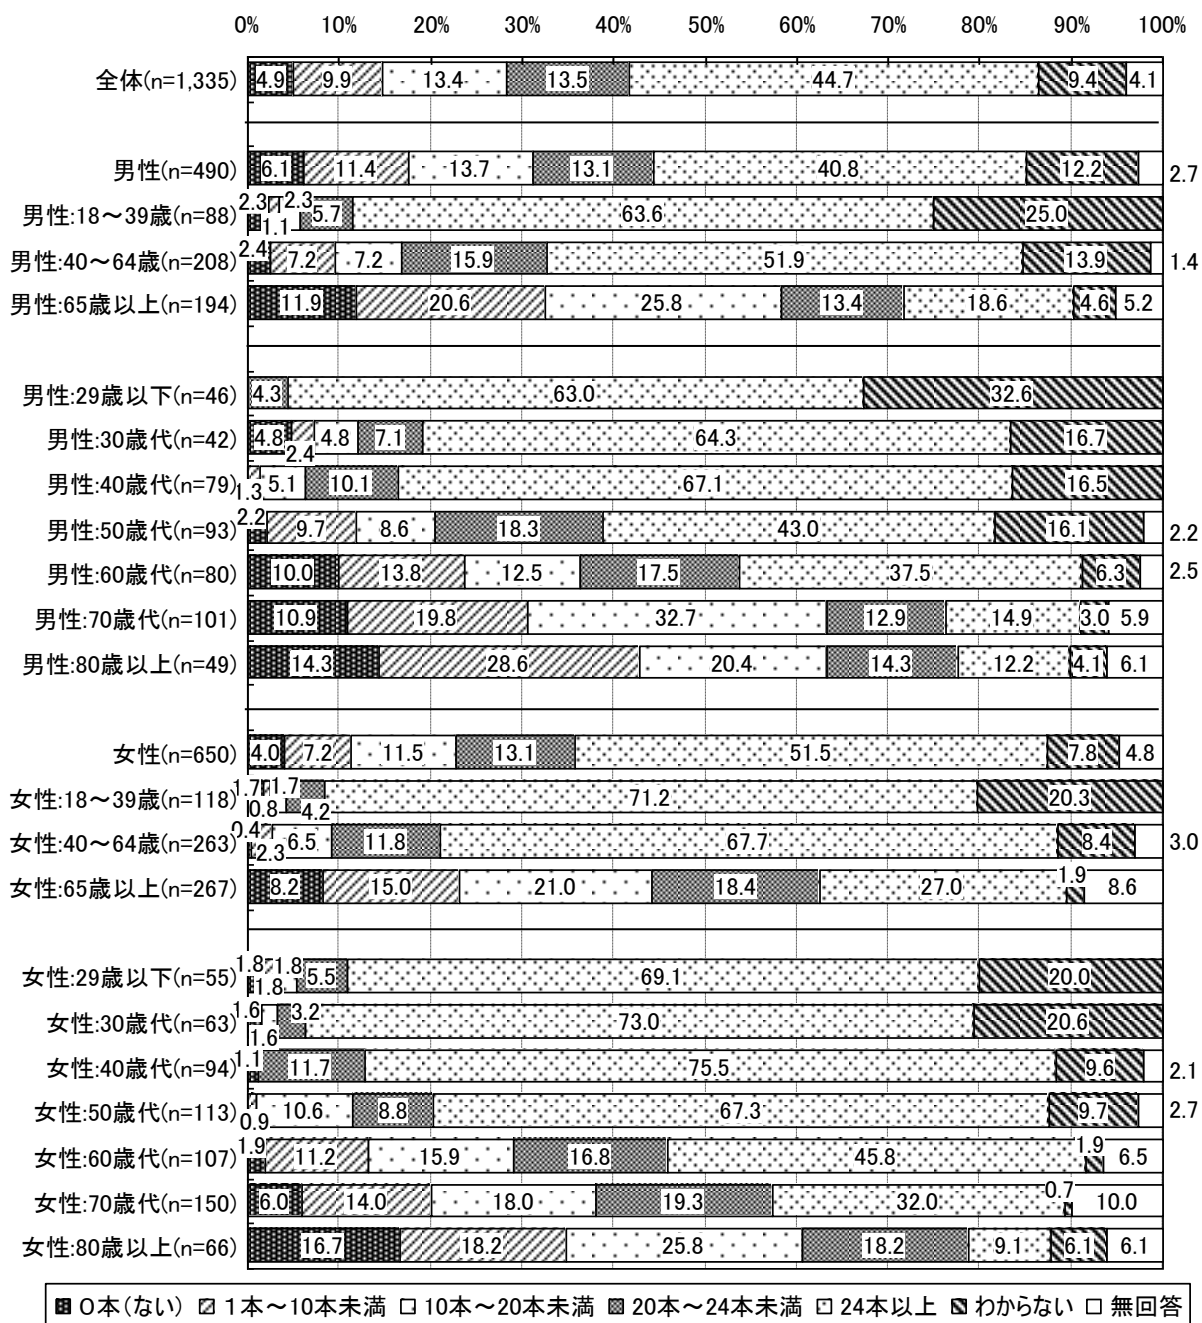 0% 10% 20% 30% 40% 50% 60% 70% 80% 90% 100%
全体(n=1,335) 4.9 9.9 13.4 13.5 44.7 9.4 4.1
男性(n=490) 6.1 11.4 13.7 13.1 40.8 12.2 2.7
男性:18～39歳(n=88) 2.3 1.1 2.3 5.7 63.6 25.0
男性:40～64歳(n=208) 2.4 7.2 7.2 15.9 51.9 13.9 1.4
男性:65歳以上(n=194) 11.9 20.6 25.8 13.4 18.6 4.6 5.2
男性:29歳以下(n=46) 4.3 63.0 32.6
男性:30歳代(n=42) 4.8 2.4 4.8 7.1 64.3 16.7
男性:40歳代(n=79) 1.3 5.1 10.1 67.1 16.5
男性:50歳代(n=93) 2.2 9.7 8.6 18.3 43.0 16.1 2.2
男性:60歳代(n=80) 10.0 13.8 12.5 17.5 37.5 6.3 2.5
男性:70歳代(n=101) 10.9 19.8 32.7 12.9 14.9 3.0 5.9
男性:80歳以上(n=49) 14.3 28.6 20.4 14.3 12.2 4.1 6.1
女性(n=650) 4.0 7.2 11.5 13.1 51.5 7.8 4.8
女性:18～39歳(n=118) 1.7 0.8 1.7 4.2 71.2 20.3
女性:40～64歳(n=263) 0.4 2.3 6.5 11.8 67.7 8.4 3.0
女性:65歳以上(n=267) 8.2 15.0 21.0 18.4 27.0 1.9 8.6
女性:29歳以下(n=55) 1.8 1.8 1.8 5.5 69.1 20.0
女性:30歳代(n=63) 1.6 1.6 3.2 73.0 20.6
女性:40歳代(n=94) 1.1 11.7 75.5 9.6 2.1
女性:50歳代(n=113) 0.9 10.6 8.8 67.3 9.7 2.7
女性:60歳代(n=107) 1.9 11.2 15.9 16.8 45.8 1.9 6.5
女性:70歳代(n=150) 6.0 14.0 18.0 19.3 32.0 0.7 10.0
女性:80歳以上(n=66) 16.7 18.2 25.8 18.2 9.1 6.1 6.1
０本（ない） １本～10本未満 10本～20本未満 20本～24本未満 24本以上 わからない 無回答